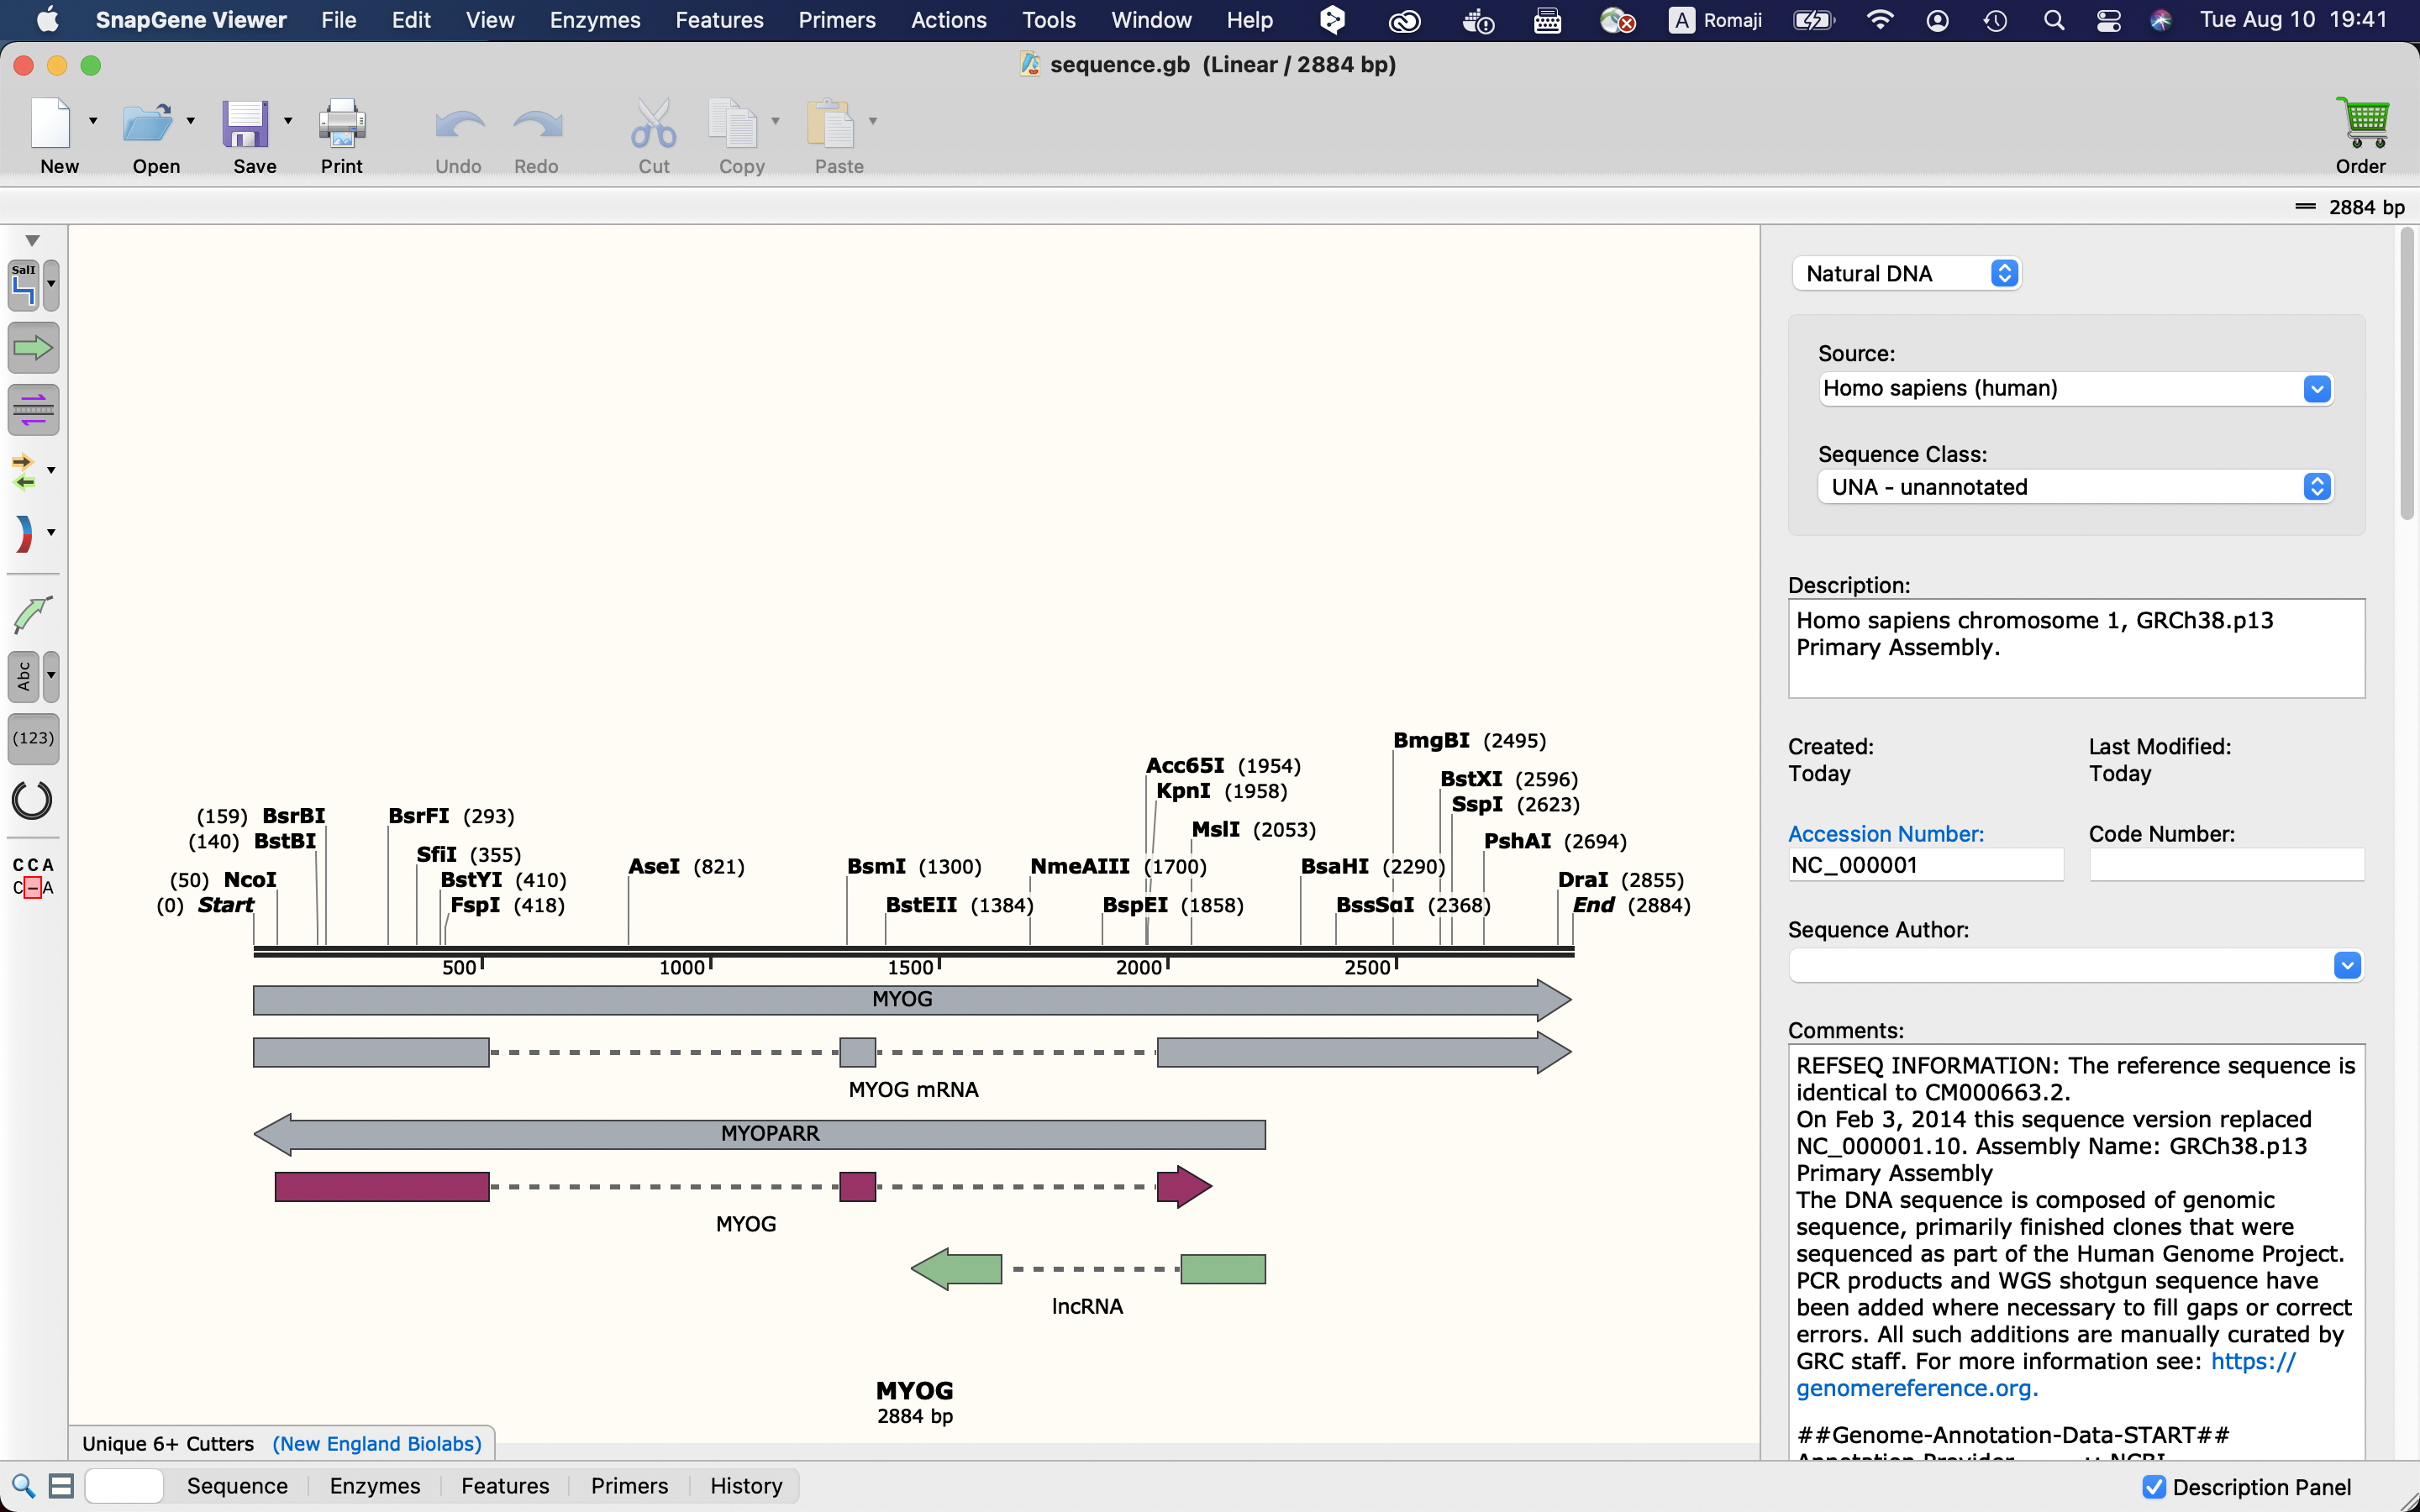 SnapGene Viewer File Edit View Enzymes Features Primers Actions Tools Window Help A Romaji Tue Aug 10 19:41
sequence.gb (Linear / 2884 bp)
New Open Save Print Undo Redo Cut Copy Paste Order
2884 bp
SalI
Abc
(123)
CCA
C-A
BmgBI (2495)
Acc65I (1954)
BstXI (2596)
KpnI (1958)
SspI (2623)
(159) BsrBI BsrFI (293) MslI (2053)
(140) BstBI PshAI (2694)
SfiI (355) AseI (821) BsmI (1300) NmeAIII (1700) BsaHI (2290)
(50) NcoI BstYI (410) DraI (2855)
(0) Start FspI (418) BstEII (1384) BspEI (1858) BssSαI (2368) End (2884)
500 1000 1500 2000 2500
MYOG
MYOG mRNA
MYOPARR
MYOG
lncRNA
MYOG
2884 bp
Unique 6+ Cutters (New England Biolabs)
Natural DNA
Source:
Homo sapiens (human)
Sequence Class:
UNA - unannotated
Description:
Homo sapiens chromosome 1, GRCh38.p13
Primary Assembly.
Created: Last Modified:
Today Today
Accession Number: Code Number:
NC_000001
Sequence Author:
Comments:
REFSEQ INFORMATION: The reference sequence is
identical to CM000663.2.
On Feb 3, 2014 this sequence version replaced
NC_000001.10. Assembly Name: GRCh38.p13
Primary Assembly
The DNA sequence is composed of genomic
sequence, primarily finished clones that were
sequenced as part of the Human Genome Project.
PCR products and WGS shotgun sequence have
been added where necessary to fill gaps or correct
errors. All such additions are manually curated by
GRC staff. For more information see: https://
genomereference.org.
##Genome-Annotation-Data-START##
Annotation Provider :: NCBI
Sequence Enzymes Features Primers History Description Panel